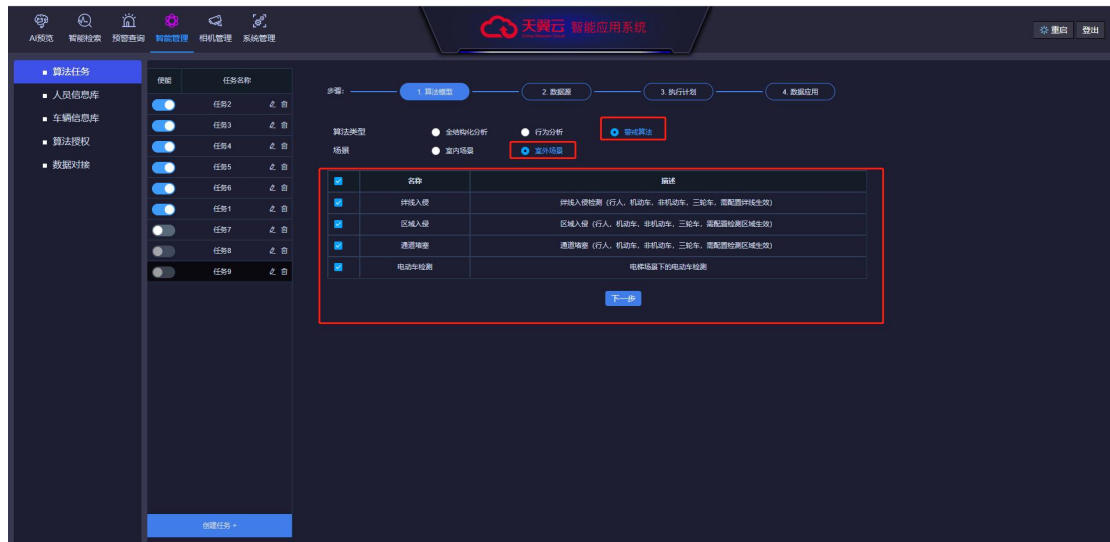 AI预览 智能检索 预警查询 智能管理 相机管理 系统管理
天翼云 智能应用系统
重启 登出
算法任务
人员信息库
车辆信息库
算法授权
数据对接
使能 任务名称
任务2
任务3
任务4
任务5
任务6
任务1
任务7
任务8
任务9
创建任务 +
步骤: 1. 算法模型 2. 数据源 3. 执行计划 4. 数据应用
算法类型 全结构化分析 行为分析 警戒算法
场景 室内场景 室外场景
名称 描述
绊线入侵 绊线入侵检测（行人，机动车，非机动车，三轮车，需配置绊线生效）
区域入侵 区域入侵（行人，机动车，非机动车，三轮车，需配置检测区域生效）
通道堵塞 通道堵塞（行人，机动车，非机动车，三轮车，需配置检测区域生效）
电动车检测 电梯场景下的电动车检测
下一步